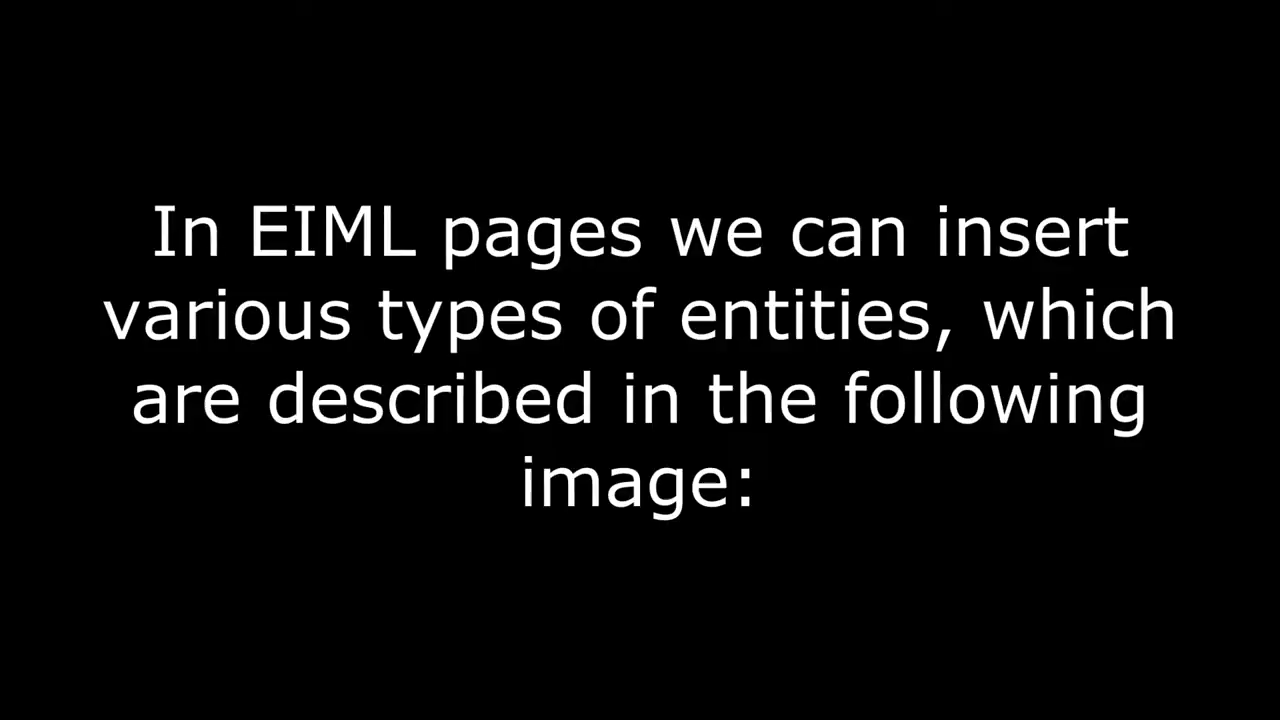 In EIML pages we can insert
various types of entities, which
are described in the following
image: